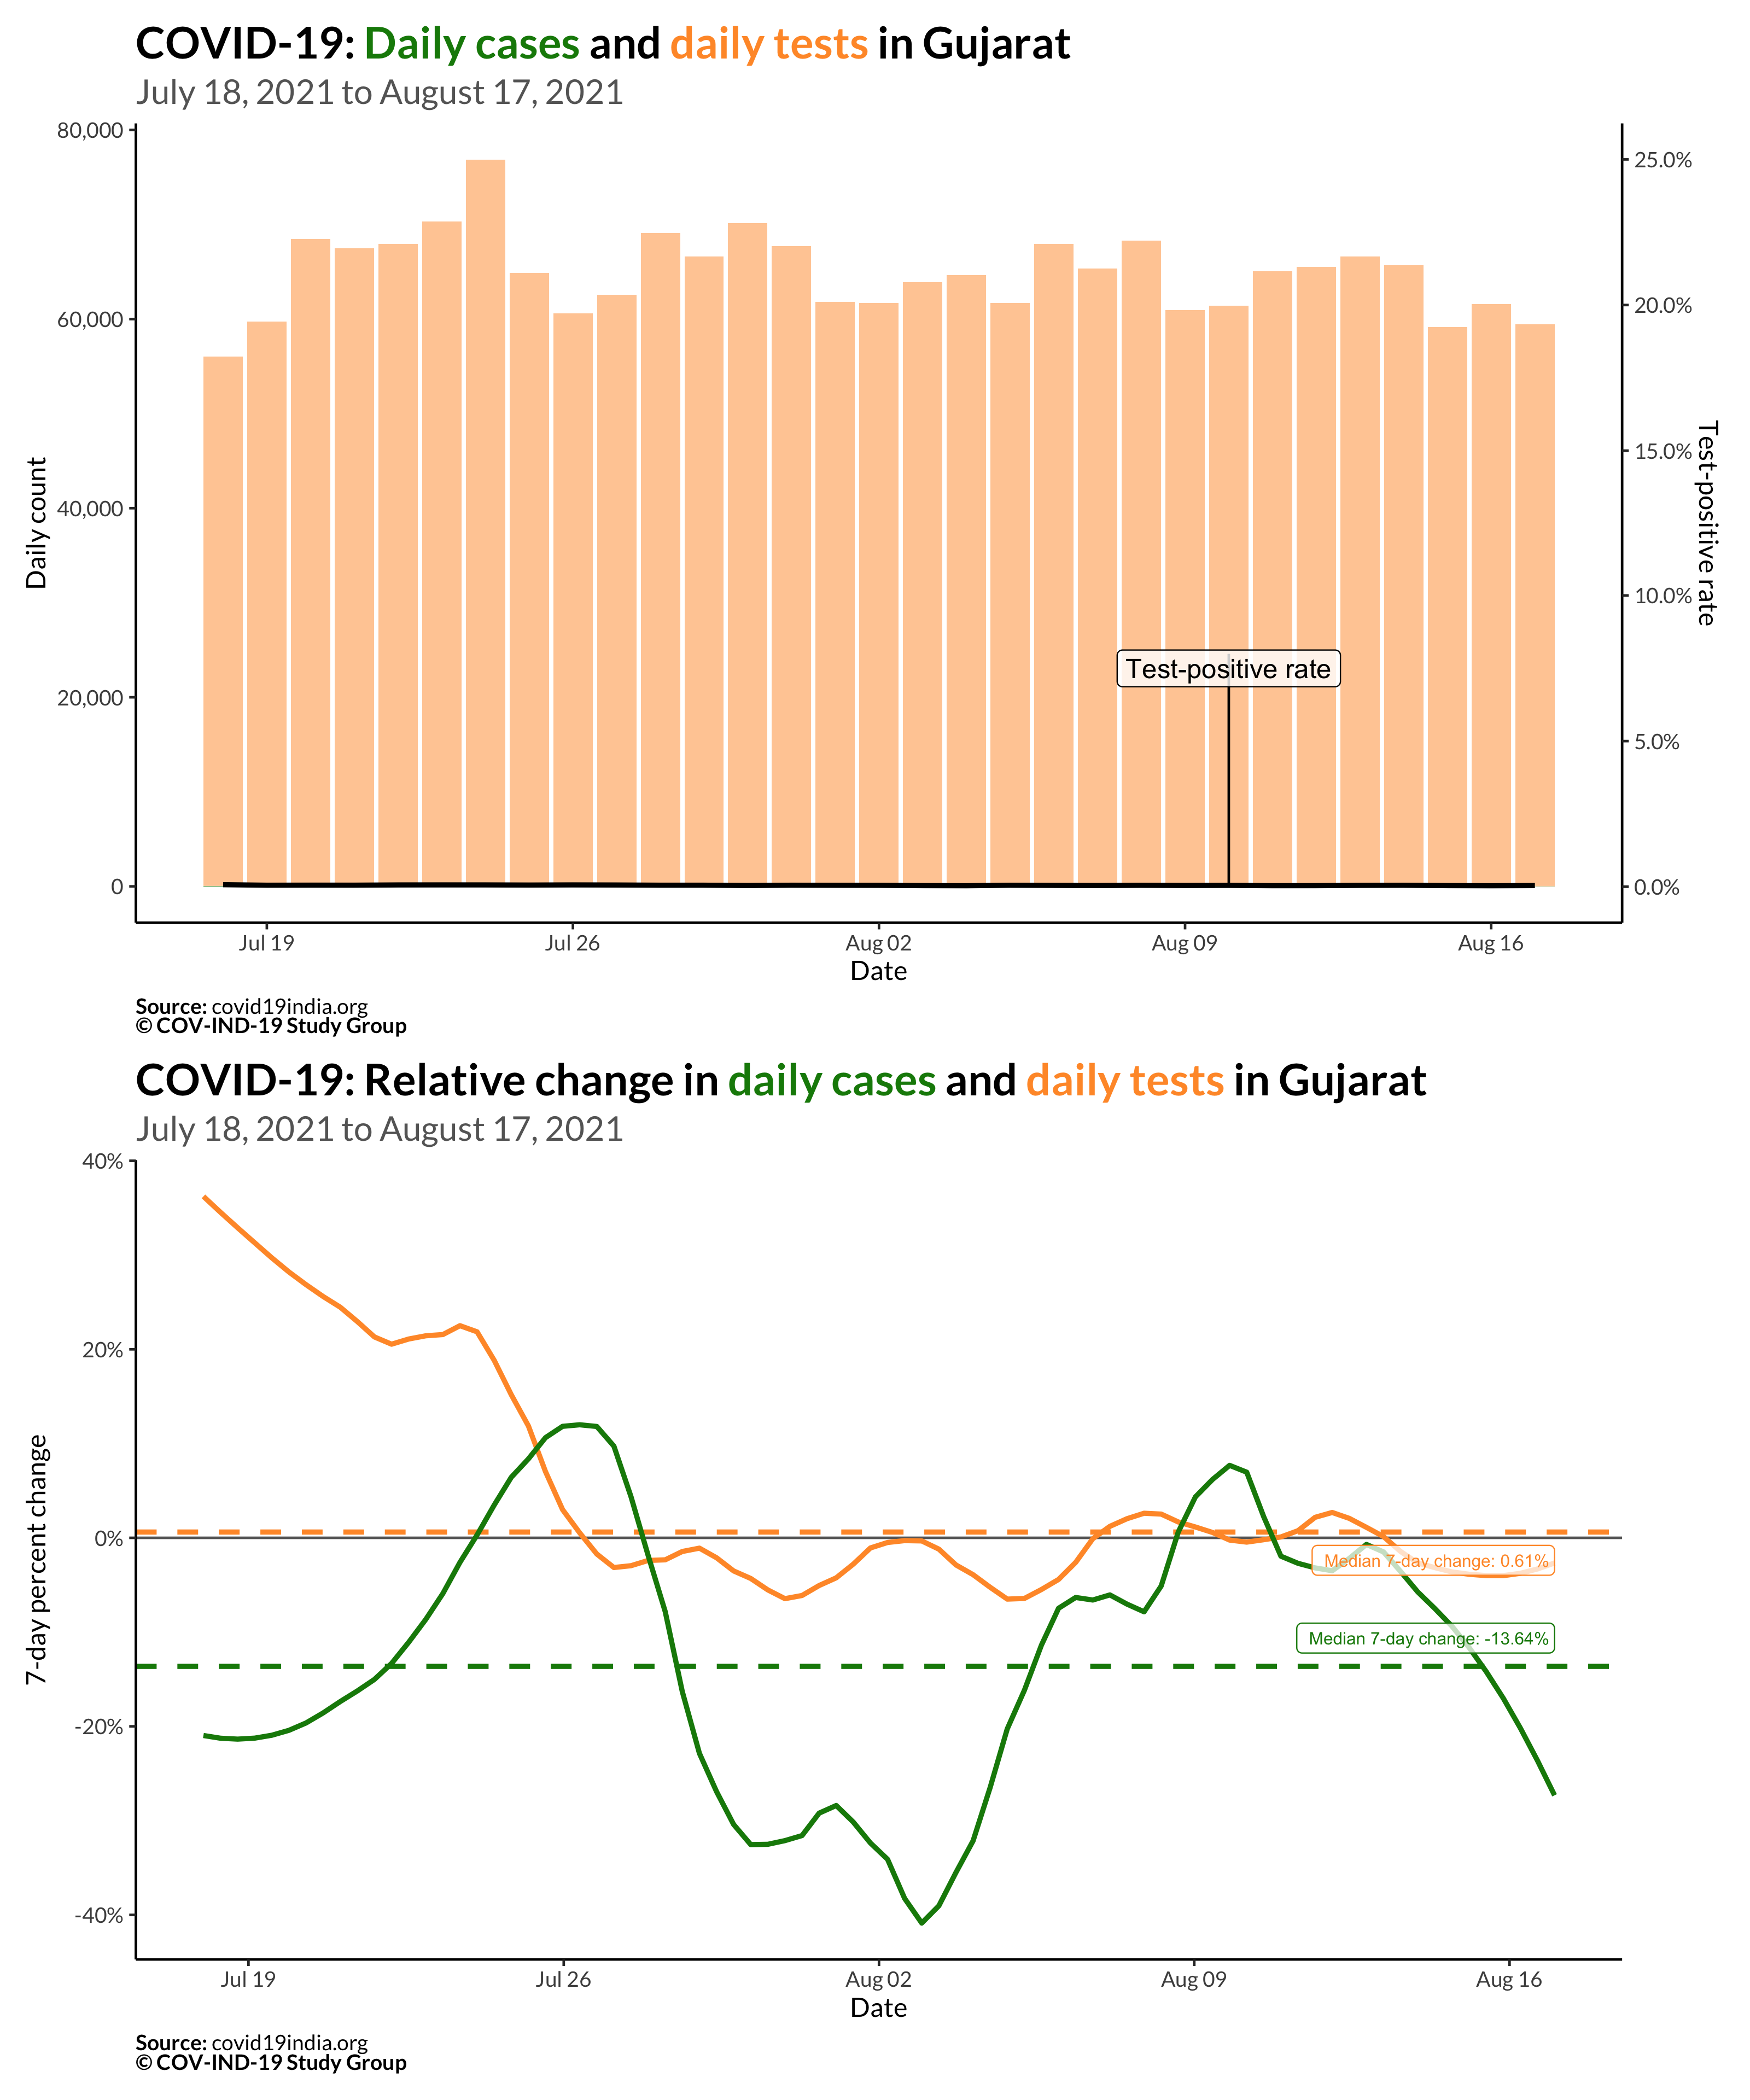 COVID-19: Daily cases and daily tests in Gujarat
July 18, 2021 to August 17, 2021
80,000
60,000
40,000
20,000
0
Daily count
25.0%
20.0%
15.0%
10.0%
5.0%
0.0%
Test-positive rate
Test-positive rate
Jul 19
Jul 26
Aug 02
Aug 09
Aug 16
Date
Source: covid19india.org
© COV-IND-19 Study Group
COVID-19: Relative change in daily cases and daily tests in Gujarat
July 18, 2021 to August 17, 2021
40%
20%
0%
-20%
-40%
7-day percent change
Median 7-day change: 0.61%
Median 7-day change: -13.64%
Jul 19
Jul 26
Aug 02
Aug 09
Aug 16
Date
Source: covid19india.org
© COV-IND-19 Study Group